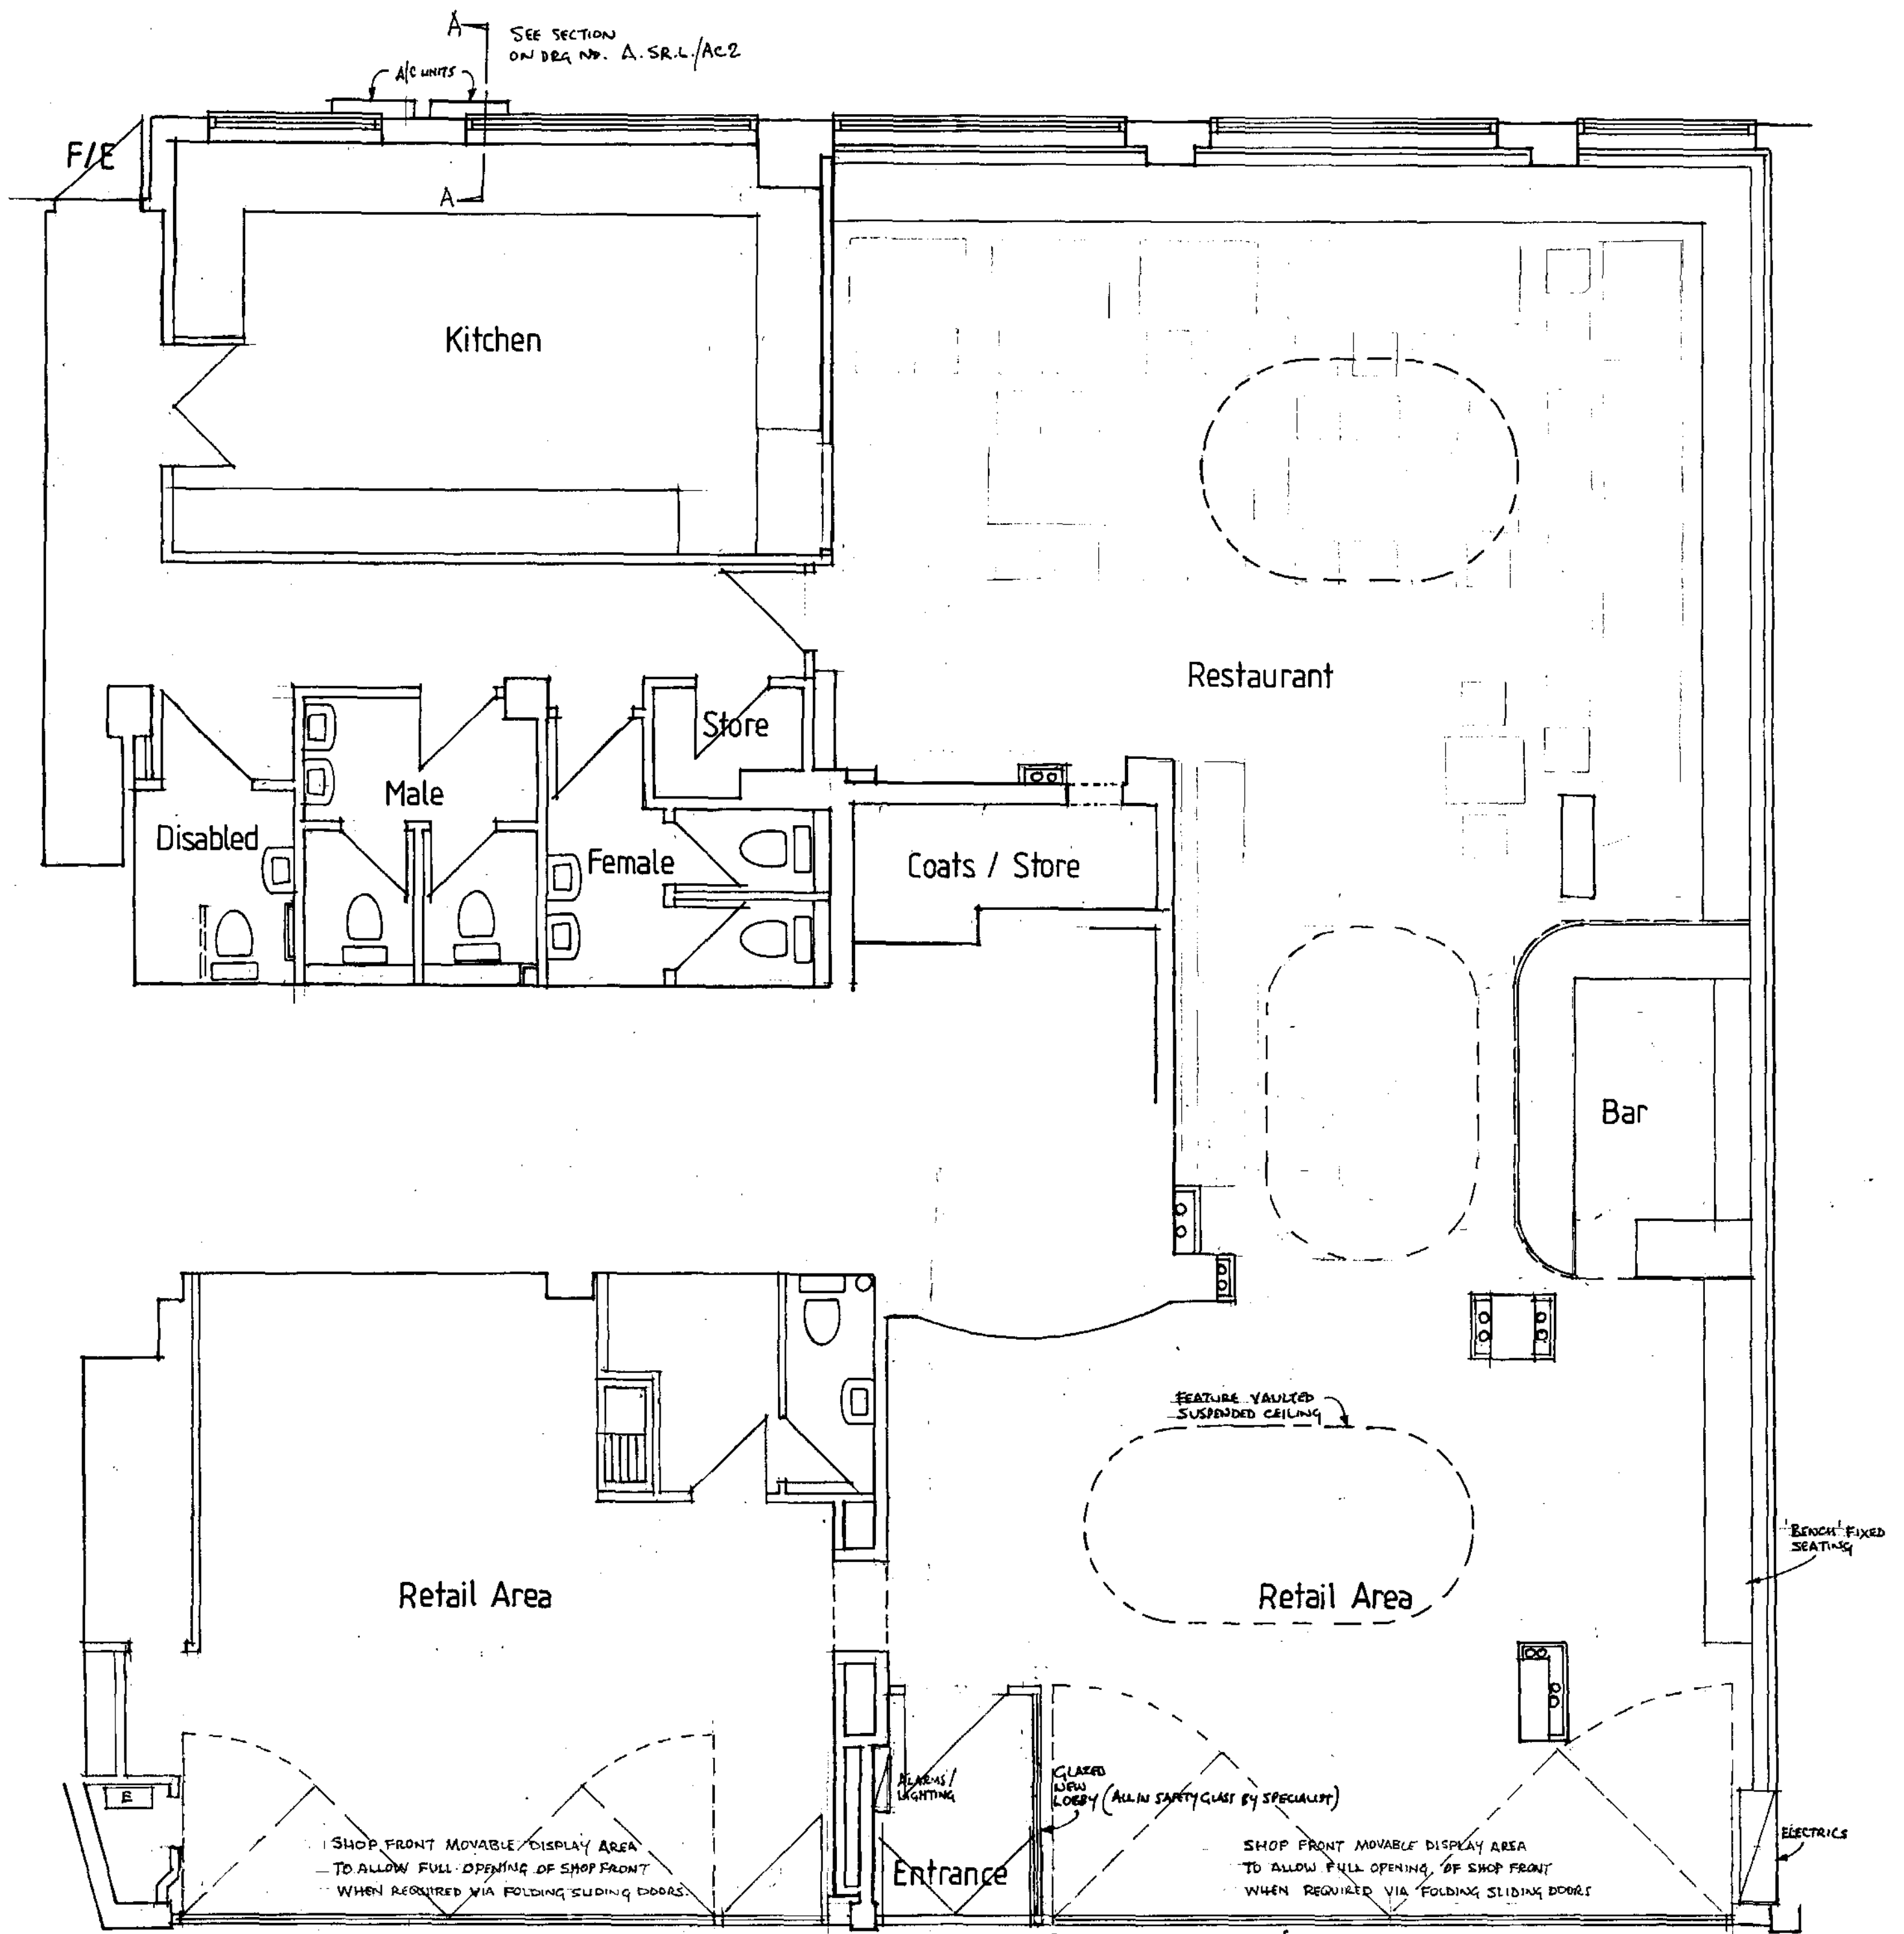 A
SEE SECTION
ON DRG NO. A.SR.L./AC2
A/C UNITS
F/E
A
Kitchen
Restaurant
Store
Male
Disabled
Female
Coats / Store
Bar
FEATURE VAULTED
SUSPENDED CEILING
'BENCH' FIXED
SEATING
Retail Area
Retail Area
ALARMS /
LIGHTING
GLAZED
NEW
LOBBY (ALL IN SAFETY GLASS BY SPECIALIST)
E
ELECTRICS
SHOP FRONT MOVABLE DISPLAY AREA
TO ALLOW FULL OPENING OF SHOP FRONT
WHEN REQUIRED VIA FOLDING SLIDING DOORS.
Entrance
SHOP FRONT MOVABLE DISPLAY AREA
TO ALLOW FULL OPENING OF SHOP FRONT
WHEN REQUIRED VIA FOLDING SLIDING DOORS